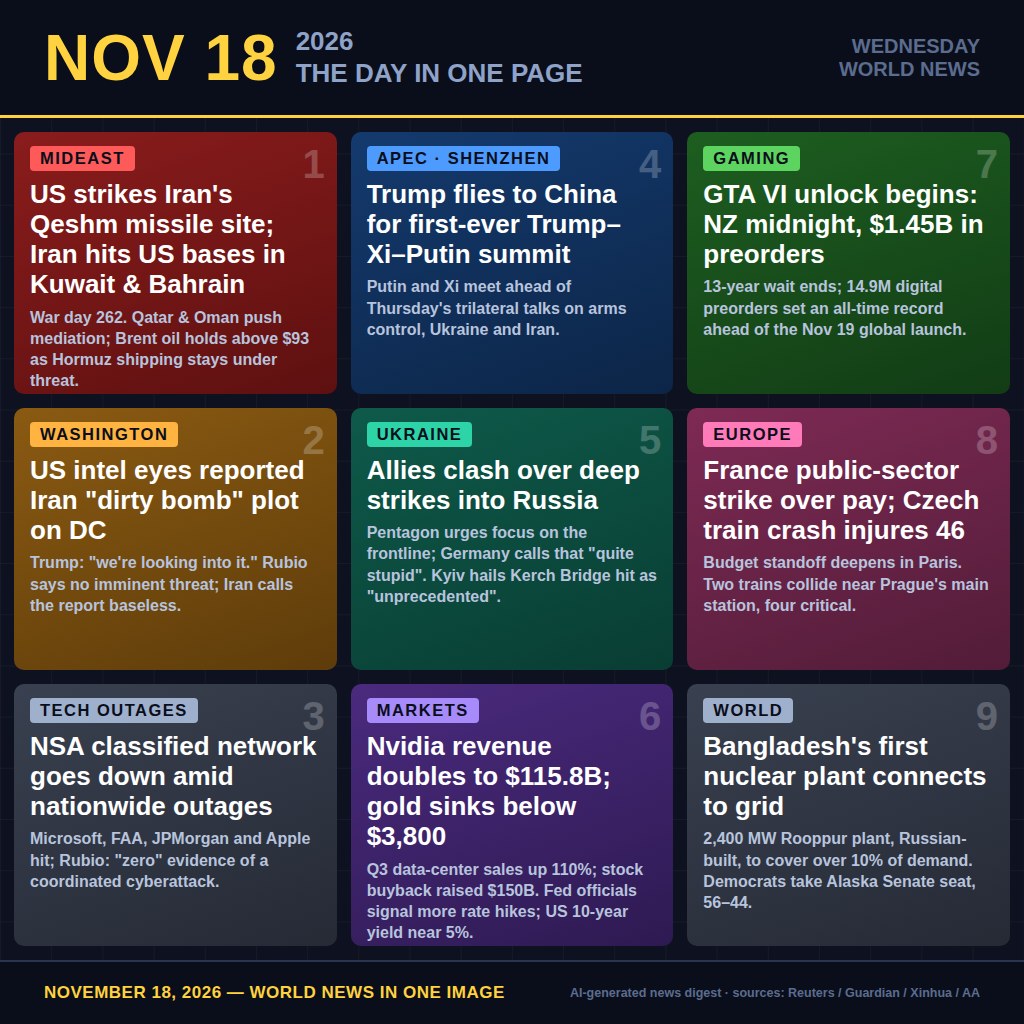 NOV 18
2026
THE DAY IN ONE PAGE
WEDNESDAY
WORLD NEWS
MIDEAST
1
US strikes Iran's
Qeshm missile site;
Iran hits US bases in
Kuwait & Bahrain
War day 262. Qatar & Oman push
mediation; Brent oil holds above $93
as Hormuz shipping stays under
threat.
WASHINGTON
2
US intel eyes reported
Iran "dirty bomb" plot
on DC
Trump: "we're looking into it." Rubio
says no imminent threat; Iran calls
the report baseless.
TECH OUTAGES
3
NSA classified network
goes down amid
nationwide outages
Microsoft, FAA, JPMorgan and Apple
hit; Rubio: "zero" evidence of a
coordinated cyberattack.
APEC · SHENZHEN
4
Trump flies to China
for first-ever Trump–
Xi–Putin summit
Putin and Xi meet ahead of
Thursday's trilateral talks on arms
control, Ukraine and Iran.
UKRAINE
5
Allies clash over deep
strikes into Russia
Pentagon urges focus on the
frontline; Germany calls that "quite
stupid". Kyiv hails Kerch Bridge hit as
"unprecedented".
MARKETS
6
Nvidia revenue
doubles to $115.8B;
gold sinks below
$3,800
Q3 data-center sales up 110%; stock
buyback raised $150B. Fed officials
signal more rate hikes; US 10-year
yield near 5%.
GAMING
7
GTA VI unlock begins:
NZ midnight, $1.45B in
preorders
13-year wait ends; 14.9M digital
preorders set an all-time record
ahead of the Nov 19 global launch.
EUROPE
8
France public-sector
strike over pay; Czech
train crash injures 46
Budget standoff deepens in Paris.
Two trains collide near Prague's main
station, four critical.
WORLD
9
Bangladesh's first
nuclear plant connects
to grid
2,400 MW Rooppur plant, Russian-
built, to cover over 10% of demand.
Democrats take Alaska Senate seat,
56–44.
NOVEMBER 18, 2026 — WORLD NEWS IN ONE IMAGE
AI-generated news digest · sources: Reuters / Guardian / Xinhua / AA